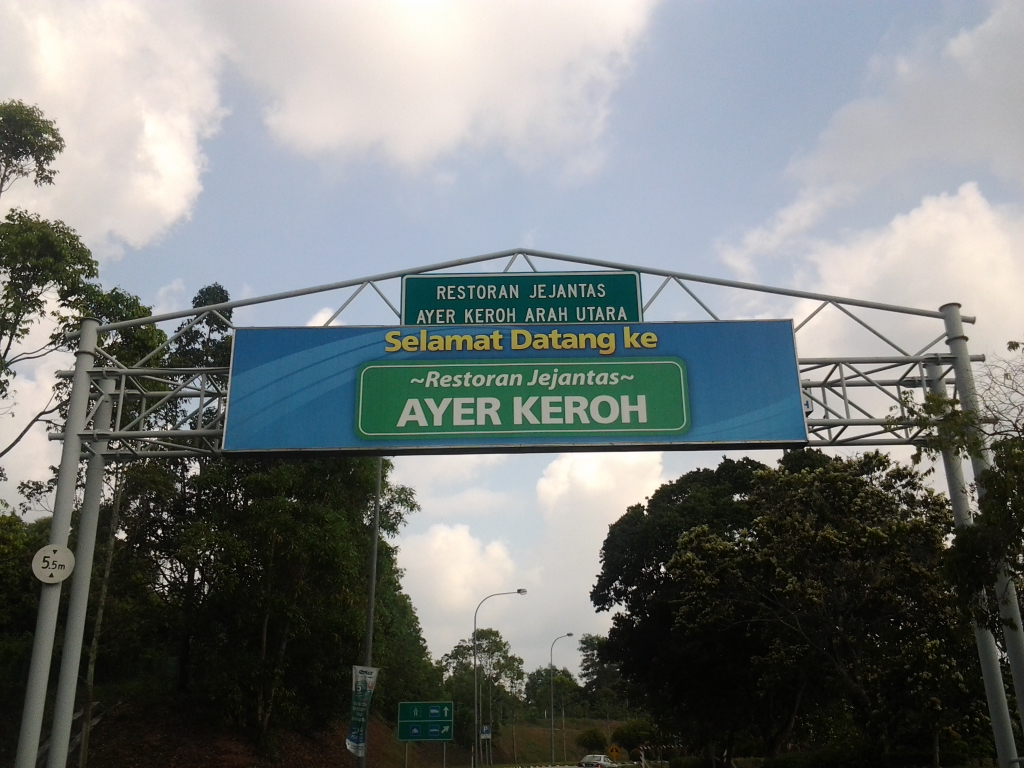 RESTORAN JEJANTAS
AYER KEROH ARAH UTARA
Selamat Datang ke
~Restoran Jejantas~
AYER KEROH
5.5m